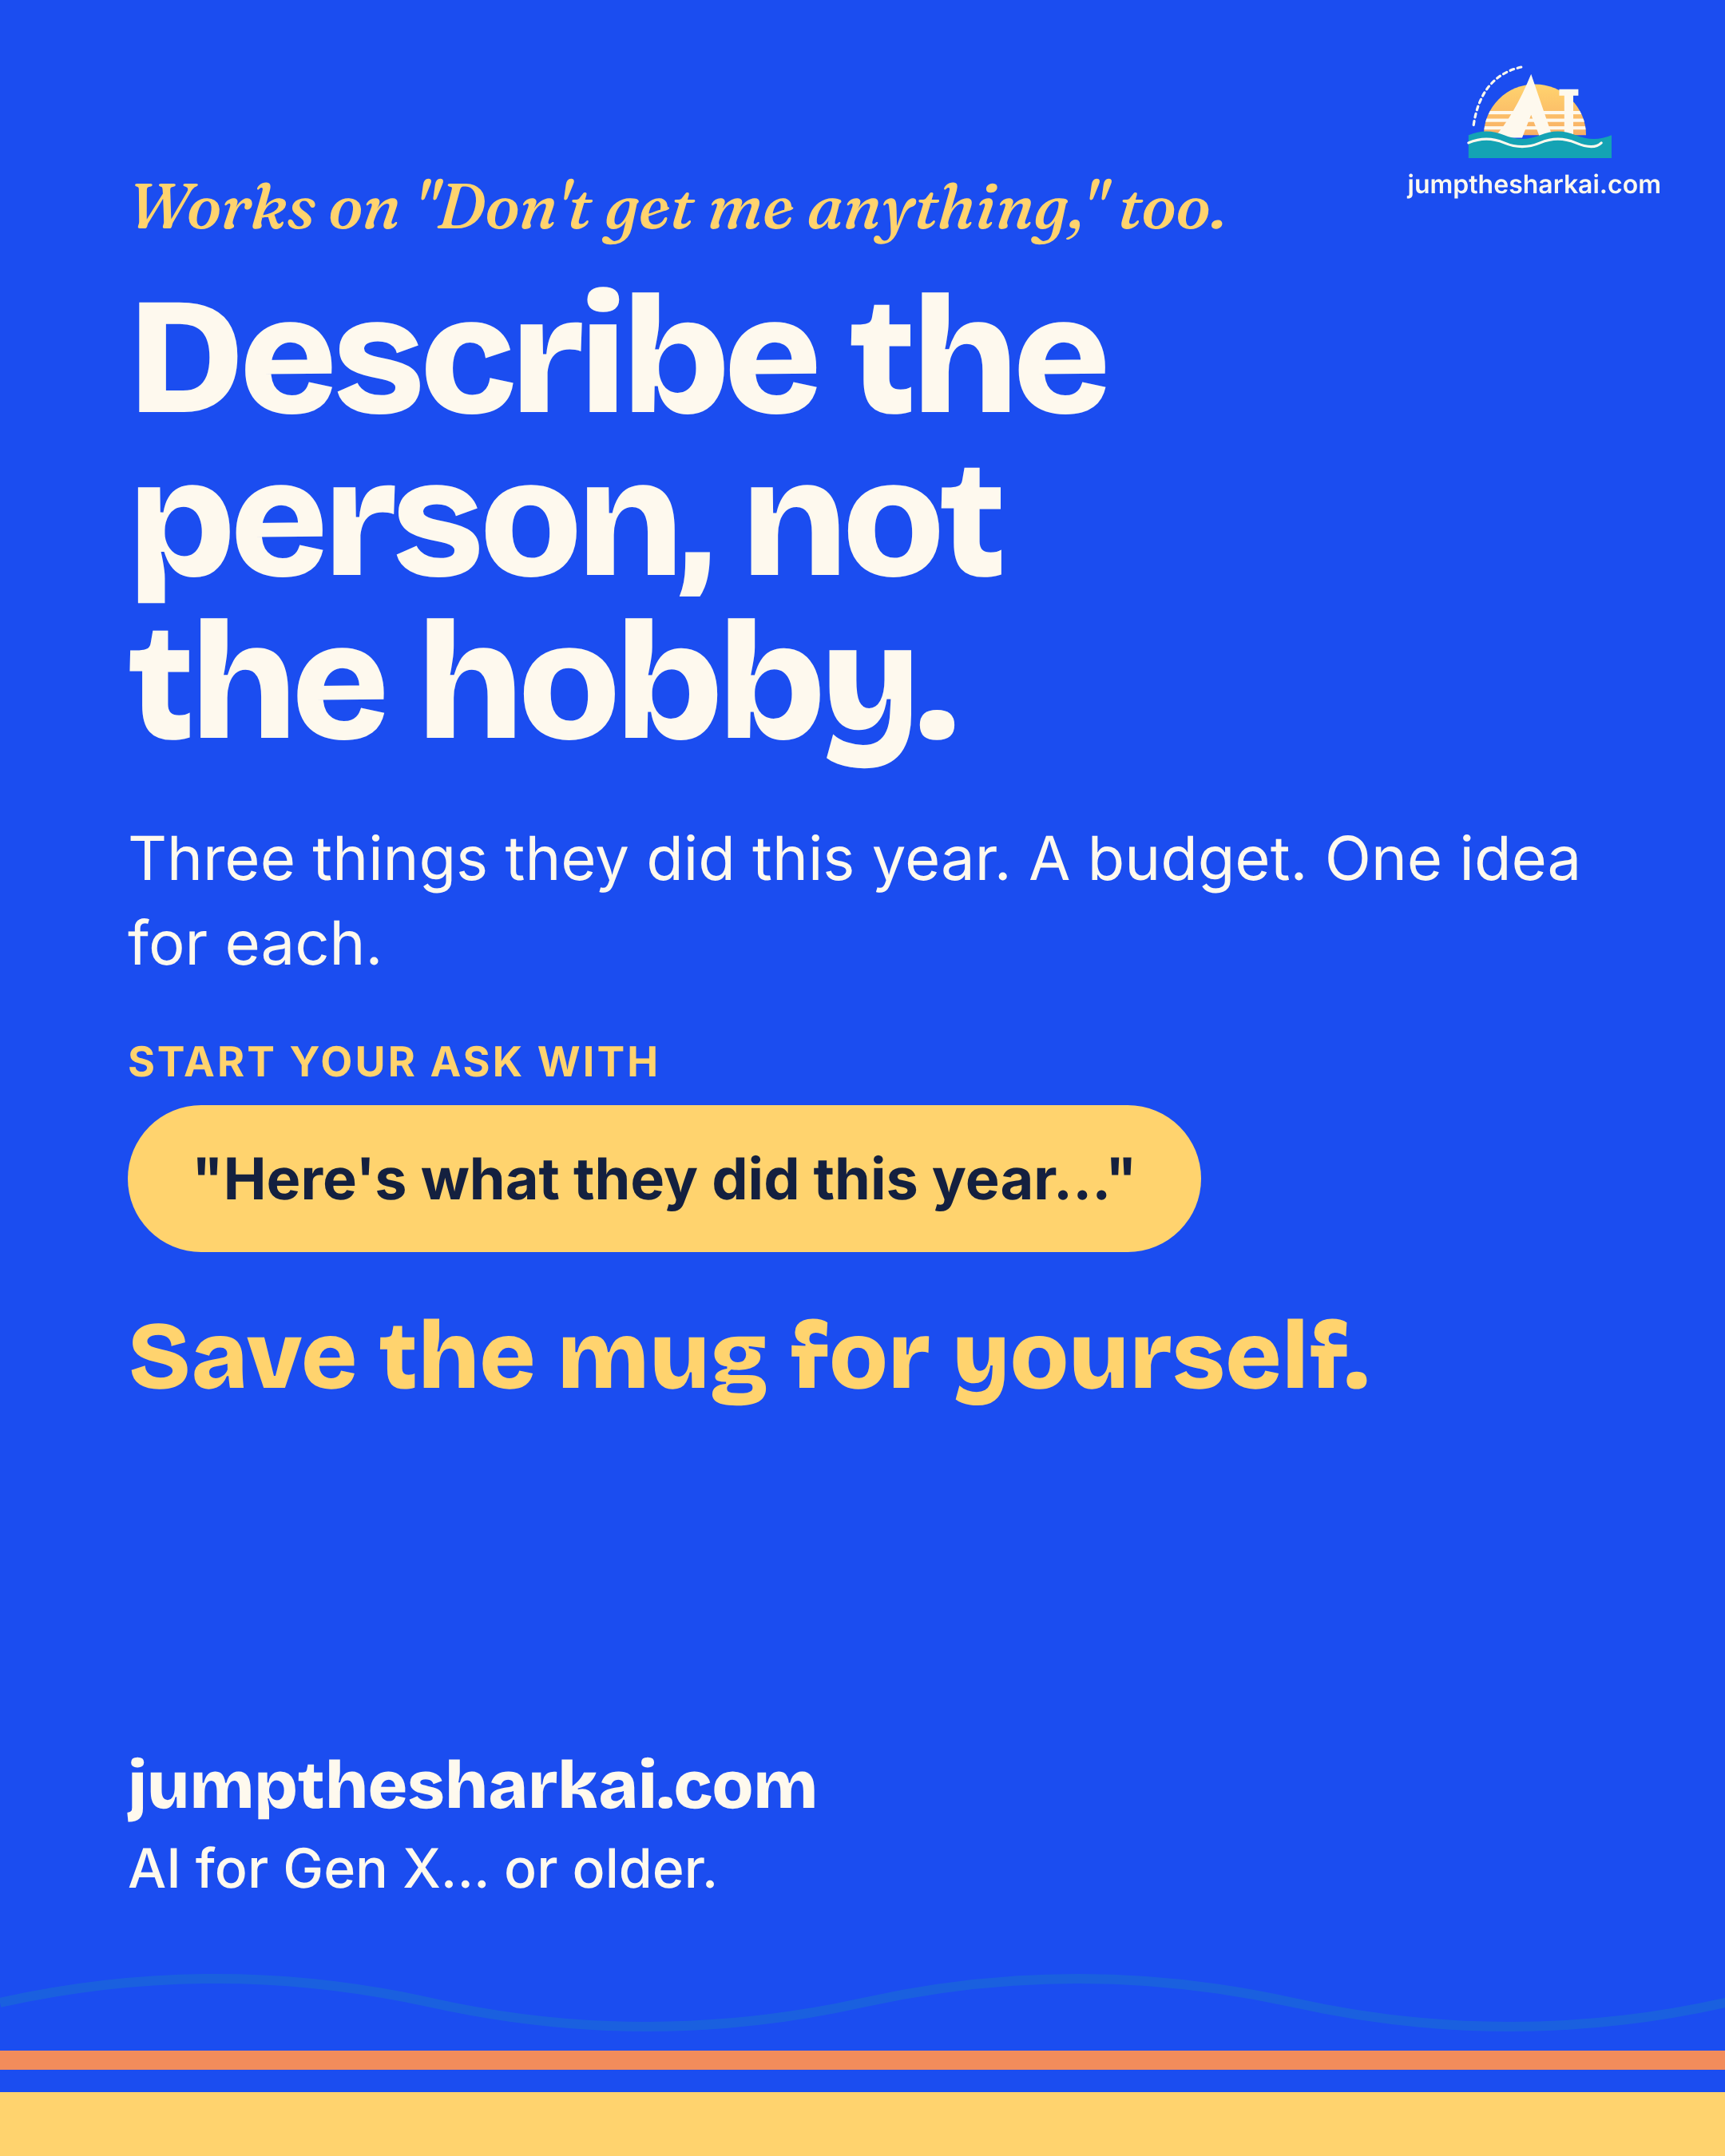 AI
jumpthesharkai.com
Works on "Don't get me anything," too.
Describe the
person, not
the hobby.
Three things they did this year. A budget. One idea
for each.
START YOUR ASK WITH
"Here's what they did this year..."
Save the mug for yourself.
jumpthesharkai.com
AI for Gen X... or older.